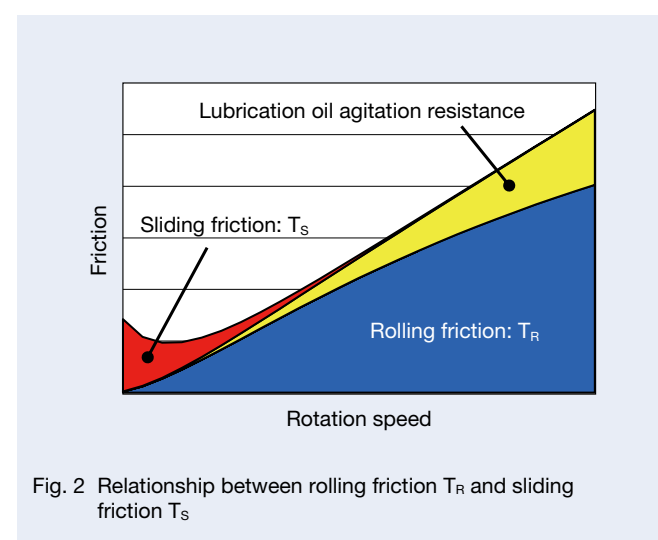 Lubrication oil agitation resistance
Sliding friction: TS
Friction
Rolling friction: TR
Rotation speed
Fig. 2 Relationship between rolling friction TR and sliding
friction TS